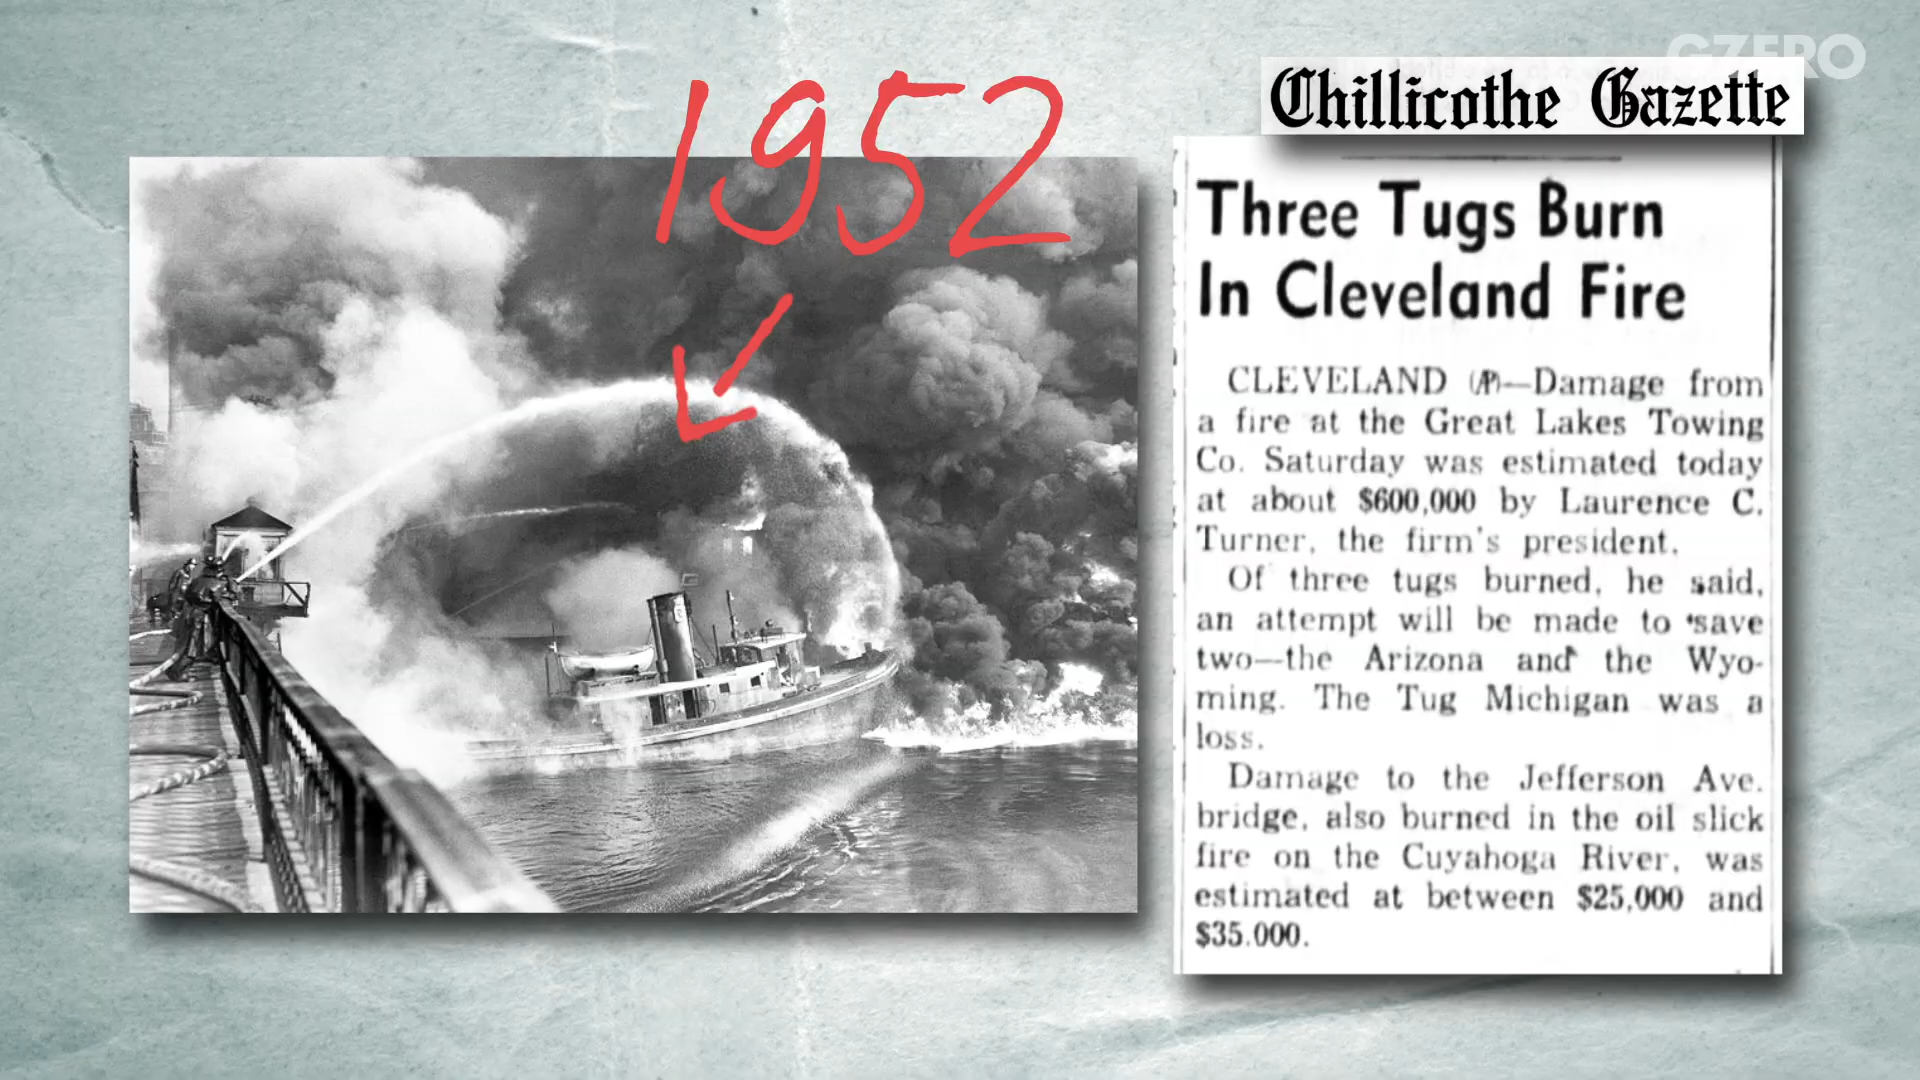 GZERO
1952
Chillicothe Gazette
Three Tugs Burn
In Cleveland Fire
CLEVELAND (AP)—Damage from
a fire at the Great Lakes Towing
Co. Saturday was estimated today
at about $600,000 by Laurence C.
Turner, the firm's president.
Of three tugs burned, he said,
an attempt will be made to save
two—the Arizona and the Wyo-
ming. The Tug Michigan was a
loss.
Damage to the Jefferson Ave.
bridge, also burned in the oil slick
fire on the Cuyahoga River, was
estimated at between $25,000 and
$35.000.